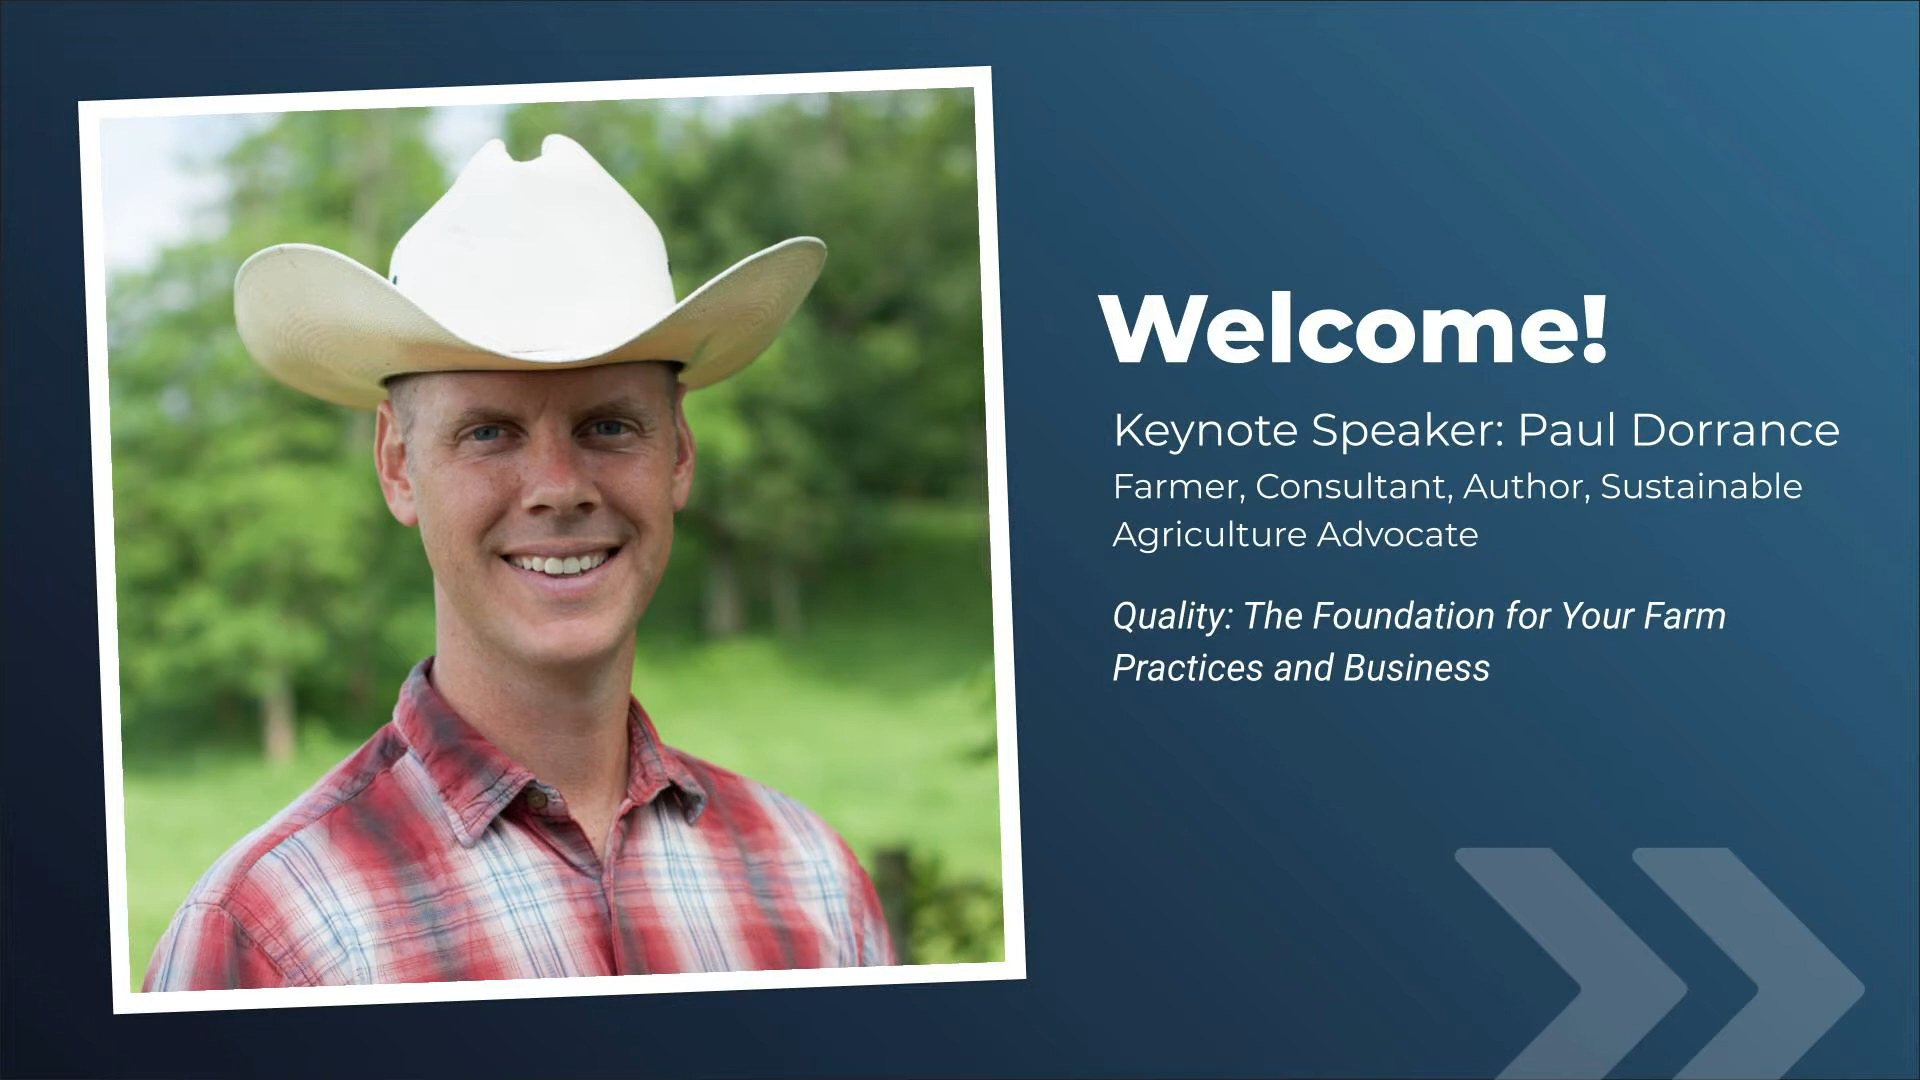 Welcome!
Keynote Speaker: Paul Dorrance
Farmer, Consultant, Author, Sustainable
Agriculture Advocate
Quality: The Foundation for Your Farm
Practices and Business